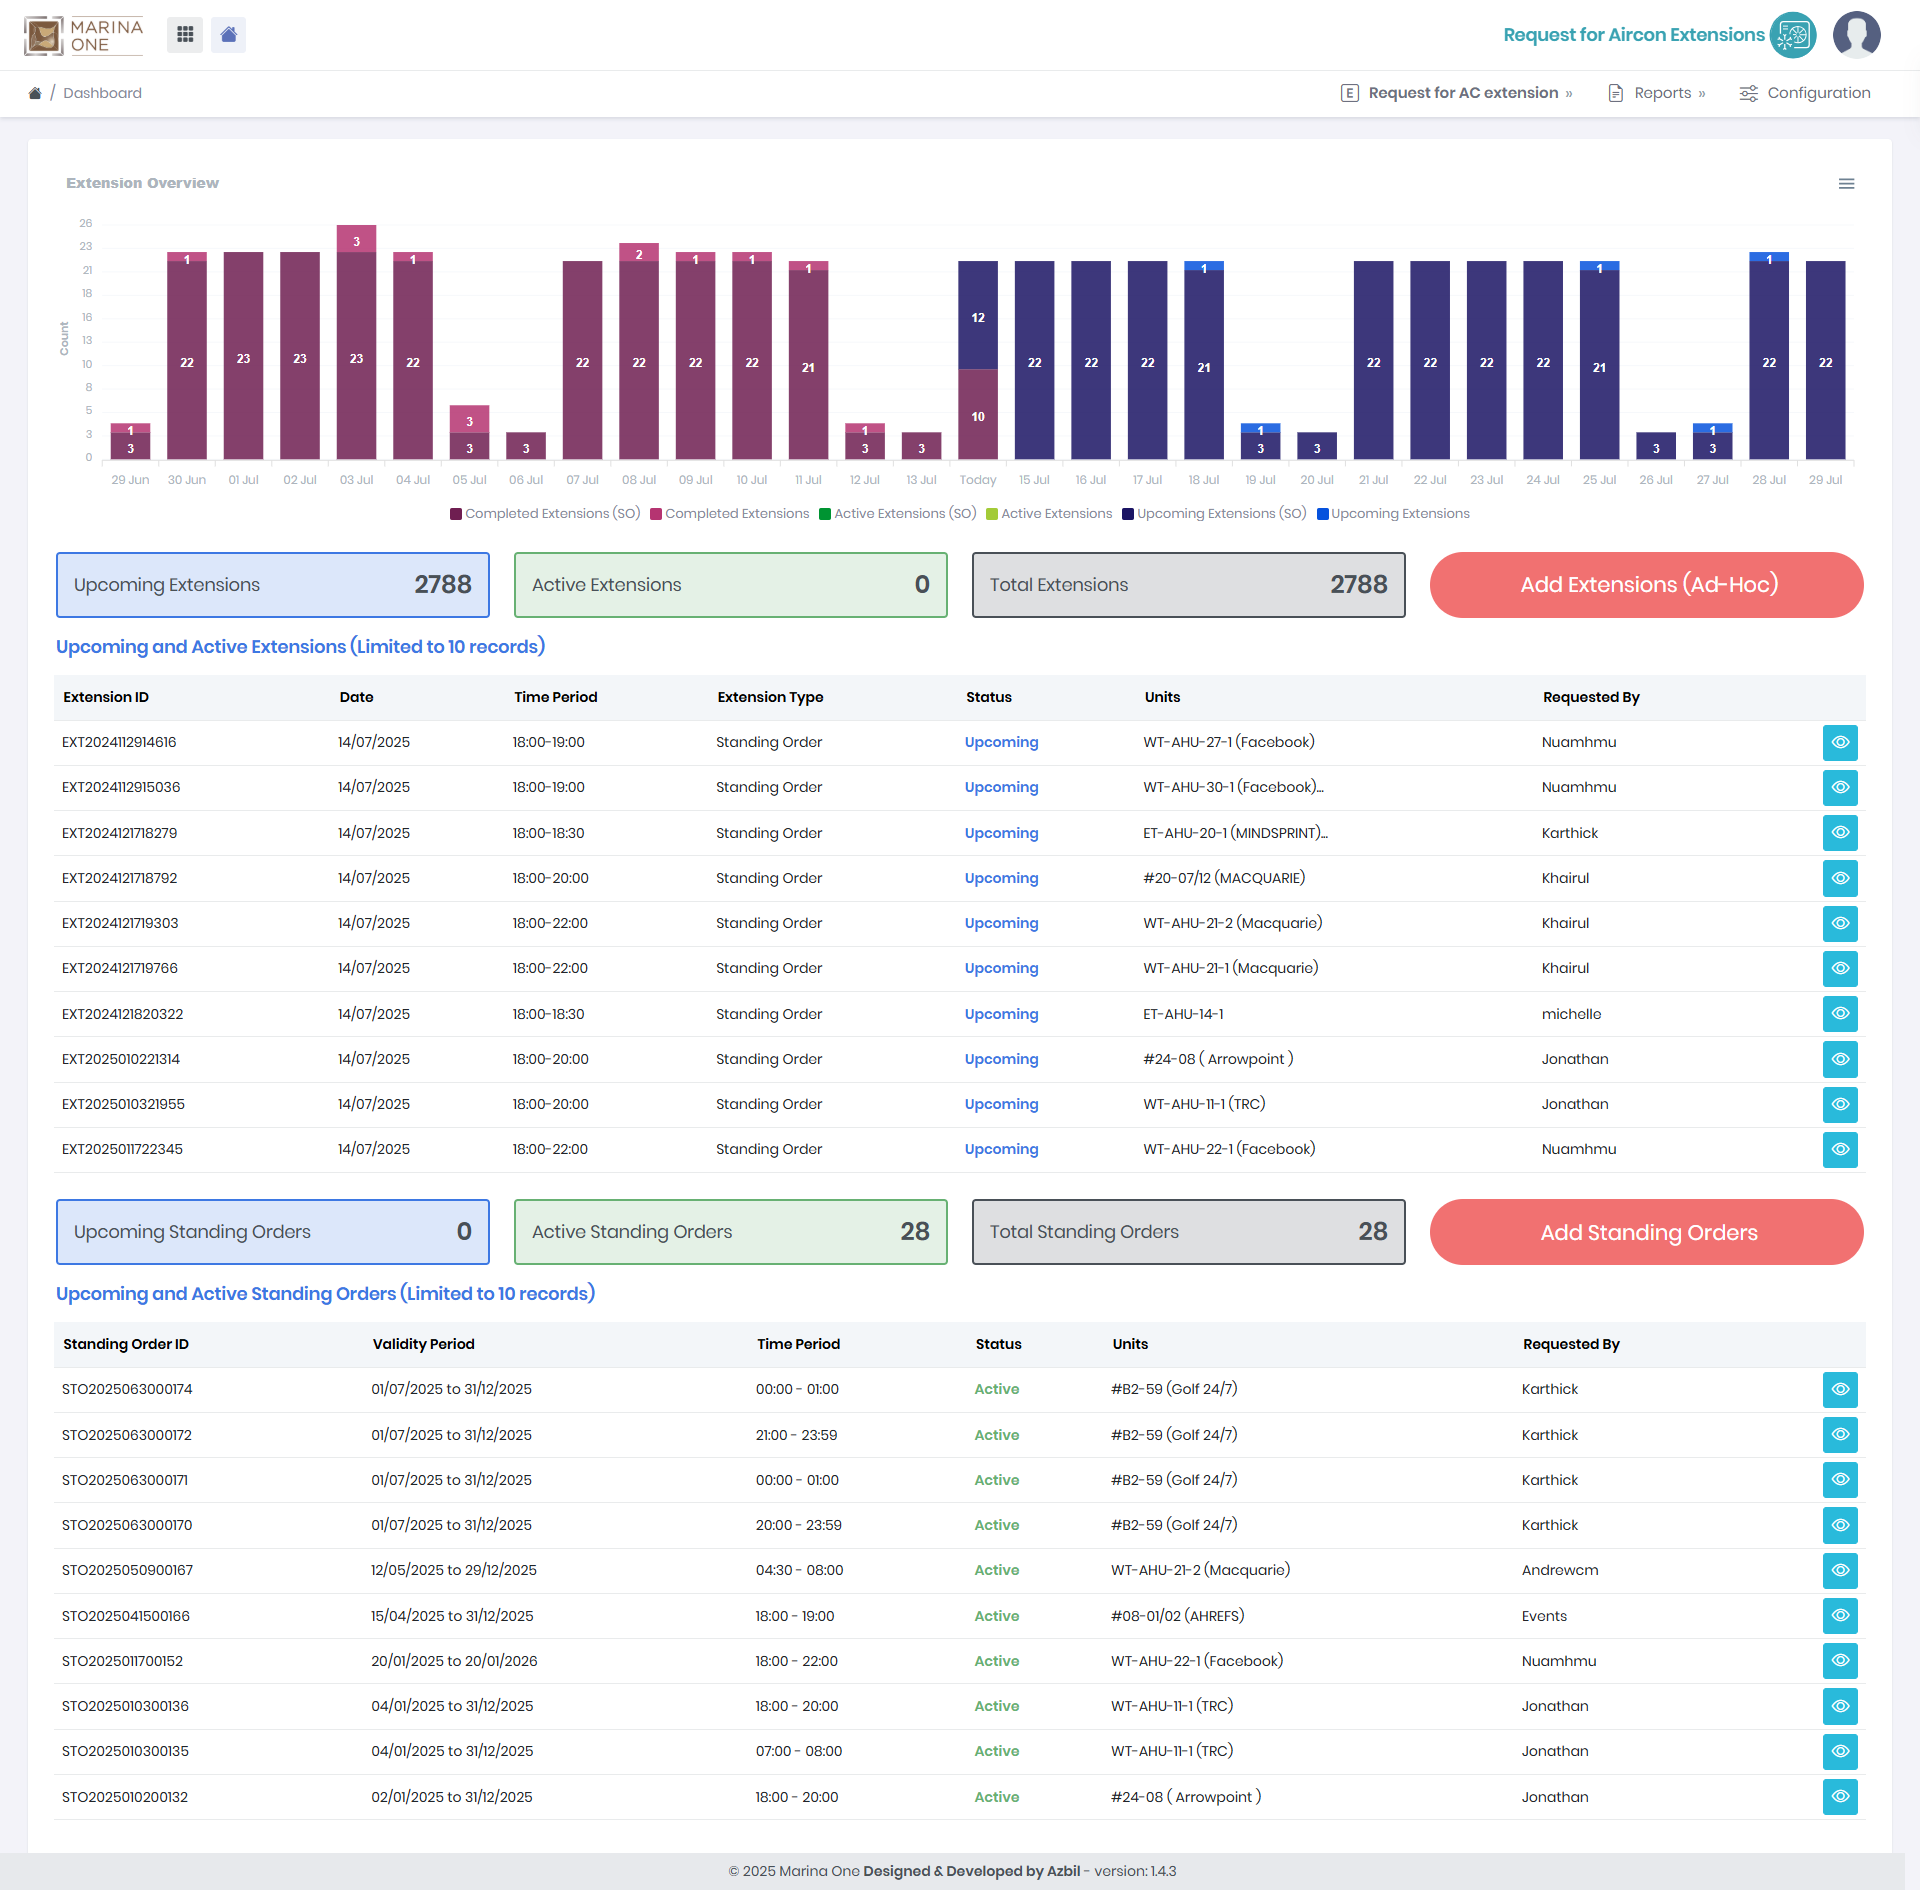 MARINA
ONE
Request for Aircon Extensions
/ Dashboard
E Request for AC extension »
Reports »
Configuration
Extension Overview
Count
26
23
21
18
16
13
10
8
5
3
0
1 3
1 22
23
23
3 23
1 22
3 3
3
22
2 22
1 22
1 22
1 21
1 3
3
12 10
22
22
22
1 21
1 3
3
22
22
22
22
1 21
3
1 3
1 22
22
29 Jun 30 Jun 01 Jul 02 Jul 03 Jul 04 Jul 05 Jul 06 Jul 07 Jul 08 Jul 09 Jul 10 Jul 11 Jul 12 Jul 13 Jul Today 15 Jul 16 Jul 17 Jul 18 Jul 19 Jul 20 Jul 21 Jul 22 Jul 23 Jul 24 Jul 25 Jul 26 Jul 27 Jul 28 Jul 29 Jul
Completed Extensions (SO) Completed Extensions Active Extensions (SO) Active Extensions Upcoming Extensions (SO) Upcoming Extensions
Upcoming Extensions 2788
Active Extensions 0
Total Extensions 2788
Add Extensions (Ad-Hoc)
Upcoming and Active Extensions (Limited to 10 records)
Extension ID Date Time Period Extension Type Status Units Requested By
EXT2024112914616 14/07/2025 18:00-19:00 Standing Order Upcoming WT-AHU-27-1 (Facebook) Nuamhmu
EXT2024112915036 14/07/2025 18:00-19:00 Standing Order Upcoming WT-AHU-30-1 (Facebook)... Nuamhmu
EXT2024121718279 14/07/2025 18:00-18:30 Standing Order Upcoming ET-AHU-20-1 (MINDSPRINT)... Karthick
EXT2024121718792 14/07/2025 18:00-20:00 Standing Order Upcoming #20-07/12 (MACQUARIE) Khairul
EXT2024121719303 14/07/2025 18:00-22:00 Standing Order Upcoming WT-AHU-21-2 (Macquarie) Khairul
EXT2024121719766 14/07/2025 18:00-22:00 Standing Order Upcoming WT-AHU-21-1 (Macquarie) Khairul
EXT2024121820322 14/07/2025 18:00-18:30 Standing Order Upcoming ET-AHU-14-1 michelle
EXT2025010221314 14/07/2025 18:00-20:00 Standing Order Upcoming #24-08 ( Arrowpoint ) Jonathan
EXT2025010321955 14/07/2025 18:00-20:00 Standing Order Upcoming WT-AHU-11-1 (TRC) Jonathan
EXT2025011722345 14/07/2025 18:00-22:00 Standing Order Upcoming WT-AHU-22-1 (Facebook) Nuamhmu
Upcoming Standing Orders 0
Active Standing Orders 28
Total Standing Orders 28
Add Standing Orders
Upcoming and Active Standing Orders (Limited to 10 records)
Standing Order ID Validity Period Time Period Status Units Requested By
STO2025063000174 01/07/2025 to 31/12/2025 00:00 - 01:00 Active #B2-59 (Golf 24/7) Karthick
STO2025063000172 01/07/2025 to 31/12/2025 21:00 - 23:59 Active #B2-59 (Golf 24/7) Karthick
STO2025063000171 01/07/2025 to 31/12/2025 00:00 - 01:00 Active #B2-59 (Golf 24/7) Karthick
STO2025063000170 01/07/2025 to 31/12/2025 20:00 - 23:59 Active #B2-59 (Golf 24/7) Karthick
STO2025050900167 12/05/2025 to 29/12/2025 04:30 - 08:00 Active WT-AHU-21-2 (Macquarie) Andrewcm
STO2025041500166 15/04/2025 to 31/12/2025 18:00 - 19:00 Active #08-01/02 (AHREFS) Events
STO2025011700152 20/01/2025 to 20/01/2026 18:00 - 22:00 Active WT-AHU-22-1 (Facebook) Nuamhmu
STO2025010300136 04/01/2025 to 31/12/2025 18:00 - 20:00 Active WT-AHU-11-1 (TRC) Jonathan
STO2025010300135 04/01/2025 to 31/12/2025 07:00 - 08:00 Active WT-AHU-11-1 (TRC) Jonathan
STO2025010200132 02/01/2025 to 31/12/2025 18:00 - 20:00 Active #24-08 ( Arrowpoint ) Jonathan
© 2025 Marina One Designed & Developed by Azbil - version: 1.4.3